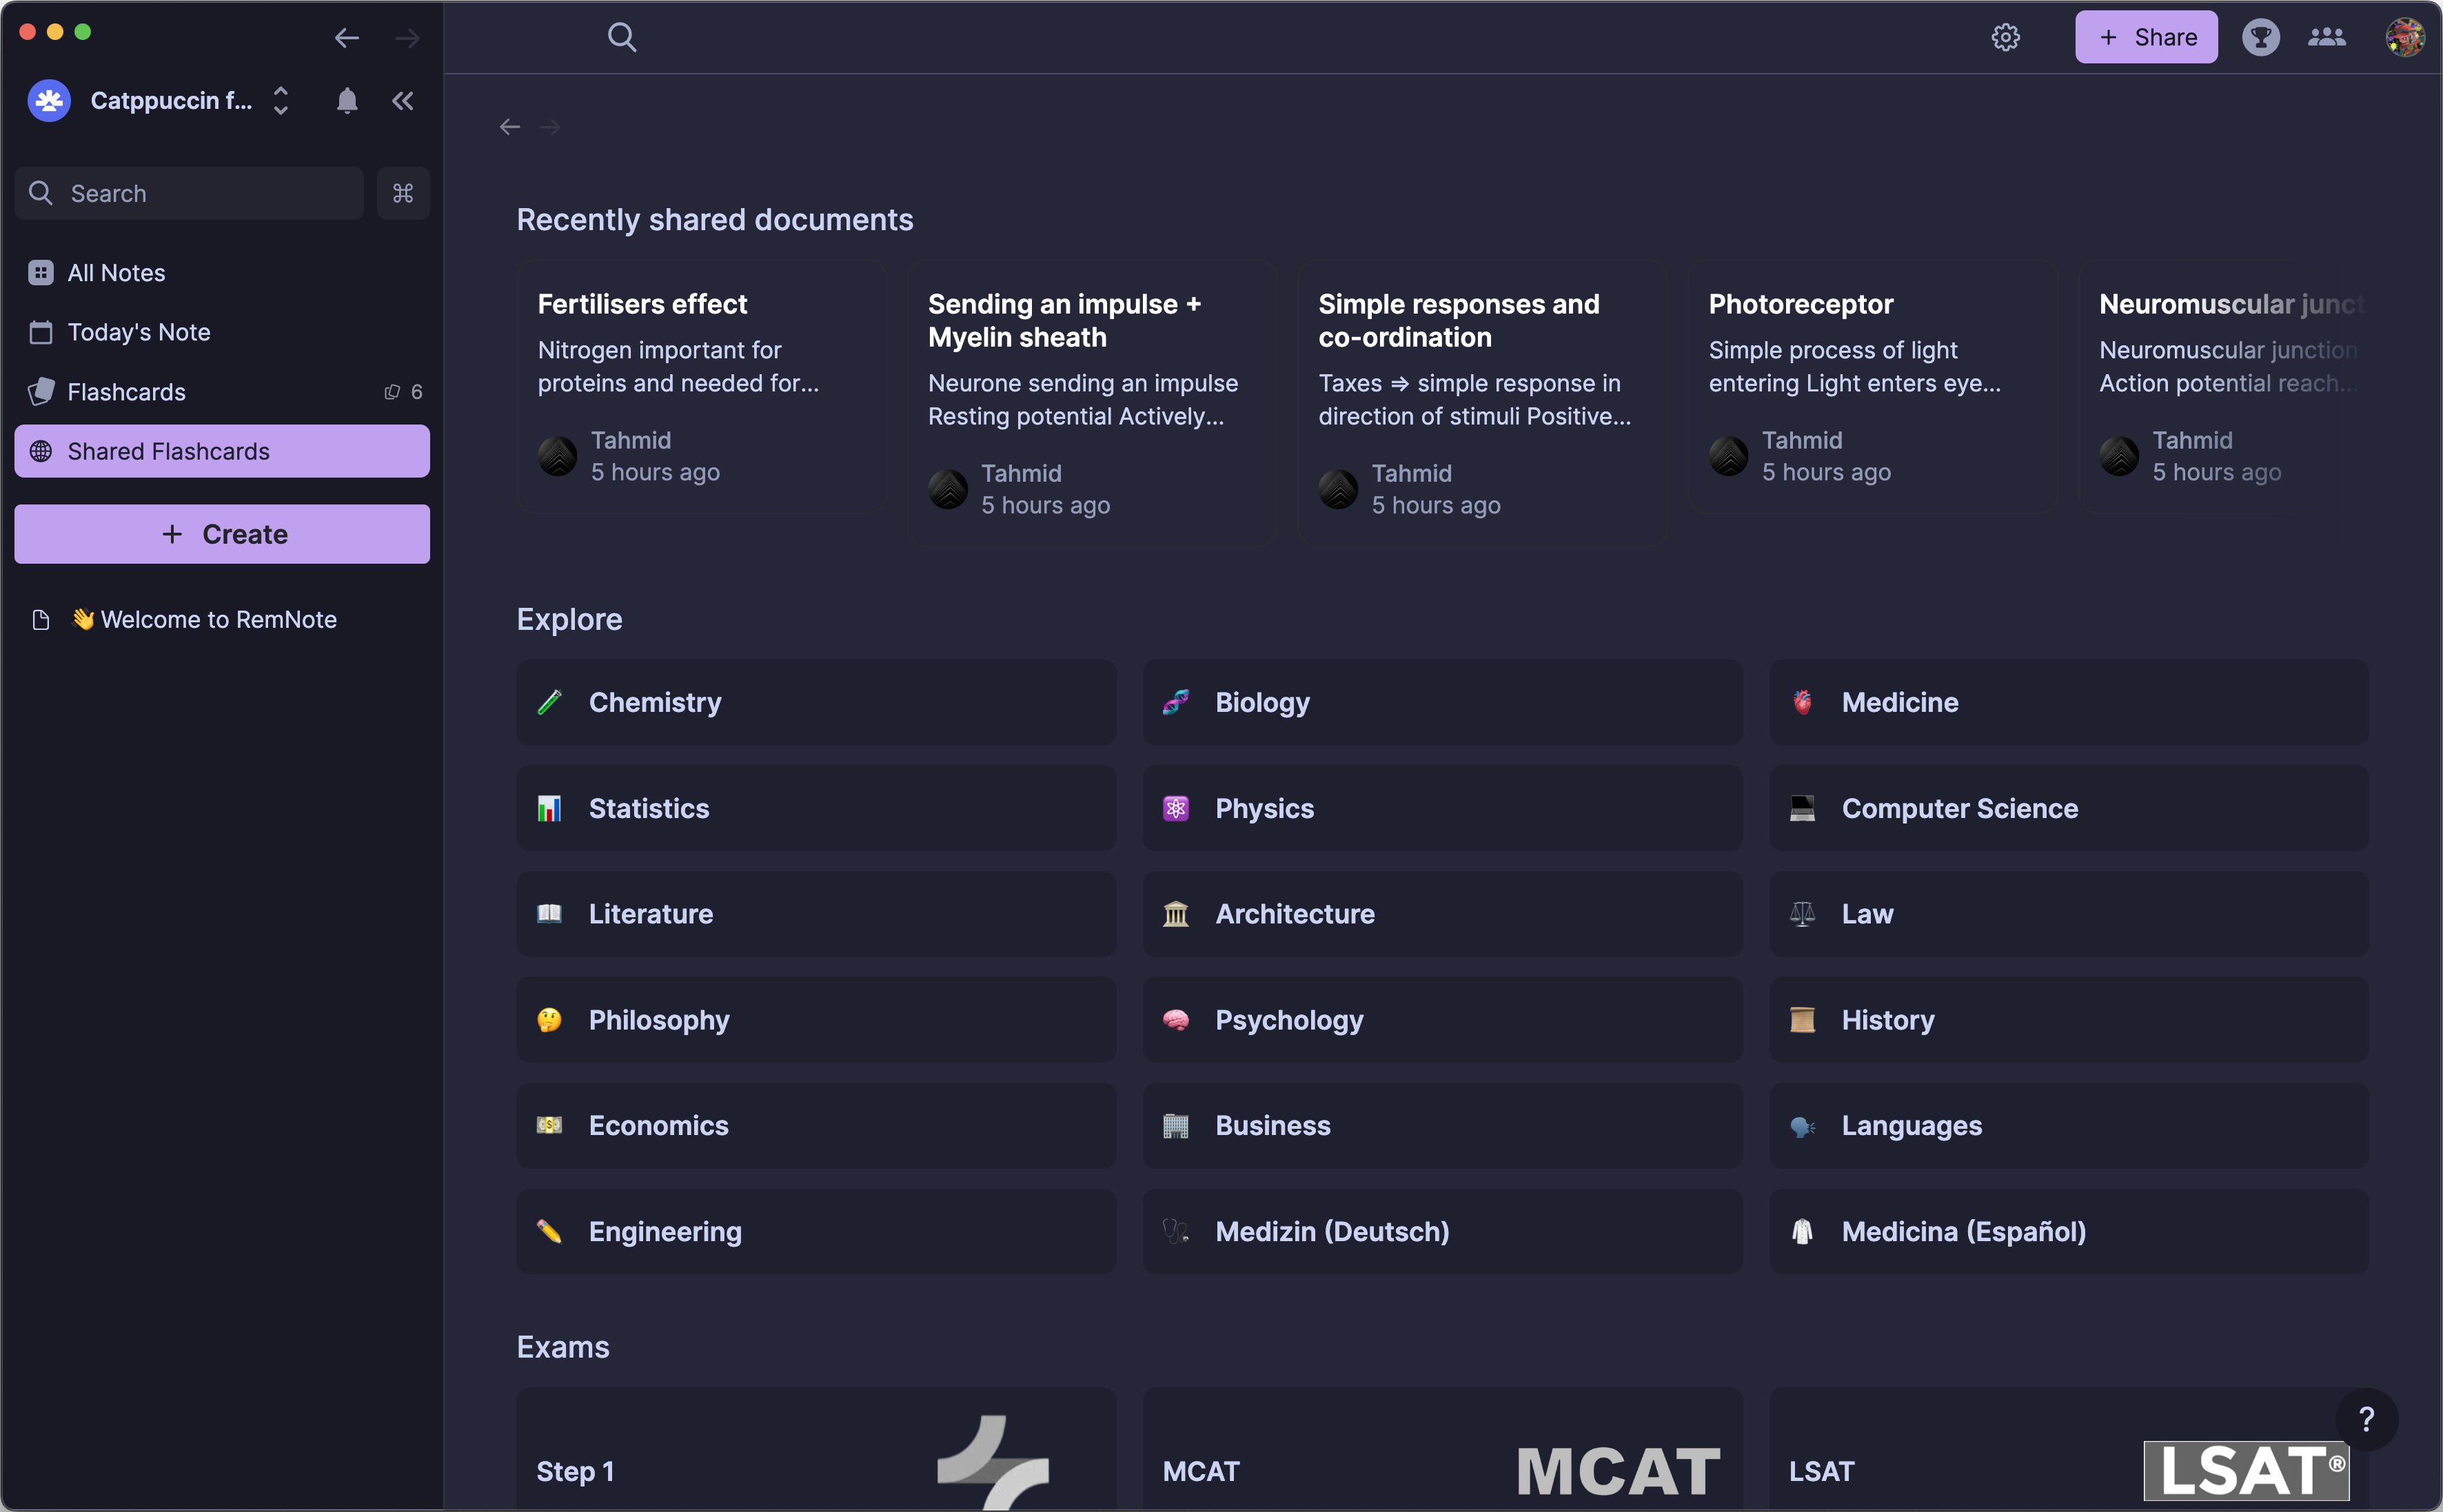 Share
Catppuccin f...
Search
All Notes
Today's Note
Flashcards
6
Shared Flashcards
Create
👋 Welcome to RemNote
Recently shared documents
Fertilisers effect
Nitrogen important for
proteins and needed for...
Tahmid
5 hours ago
Sending an impulse +
Myelin sheath
Neurone sending an impulse
Resting potential Actively...
Tahmid
5 hours ago
Simple responses and
co-ordination
Taxes ⇒ simple response in
direction of stimuli Positive...
Tahmid
5 hours ago
Photoreceptor
Simple process of light
entering Light enters eye...
Tahmid
5 hours ago
Neuromuscular junct
Neuromuscular junction
Action potential reach...
Tahmid
5 hours ago
Explore
Chemistry
Biology
Medicine
Statistics
Physics
Computer Science
Literature
Architecture
Law
Philosophy
Psychology
History
Economics
Business
Languages
Engineering
Medizin (Deutsch)
Medicina (Español)
Exams
Step 1
MCAT
MCAT
LSAT
LSAT®
?